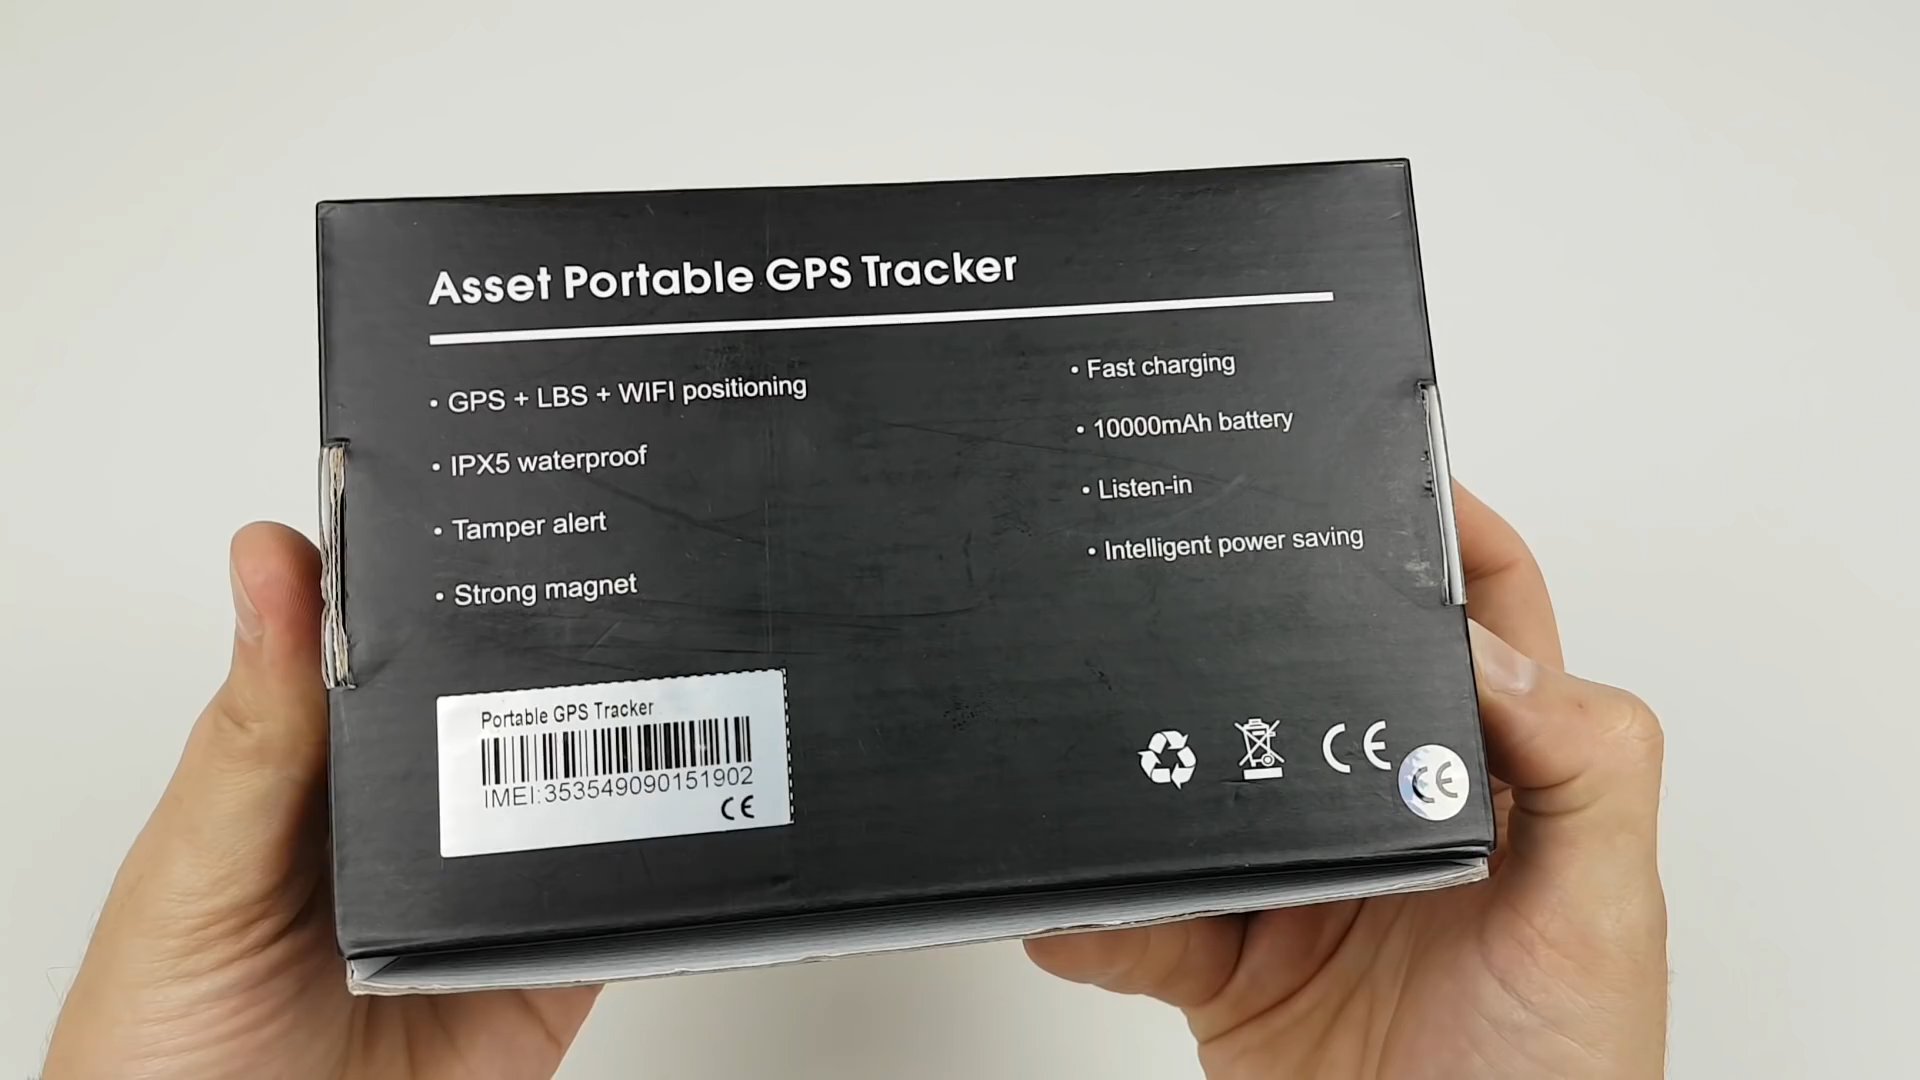 Asset Portable GPS Tracker
• GPS + LBS + WIFI positioning
• IPX5 waterproof
• Tamper alert
• Strong magnet
• Fast charging
• 10000mAh battery
• Listen-in
• Intelligent power saving
Portable GPS Tracker
IMEI:353549090151902
CE
CE
CE